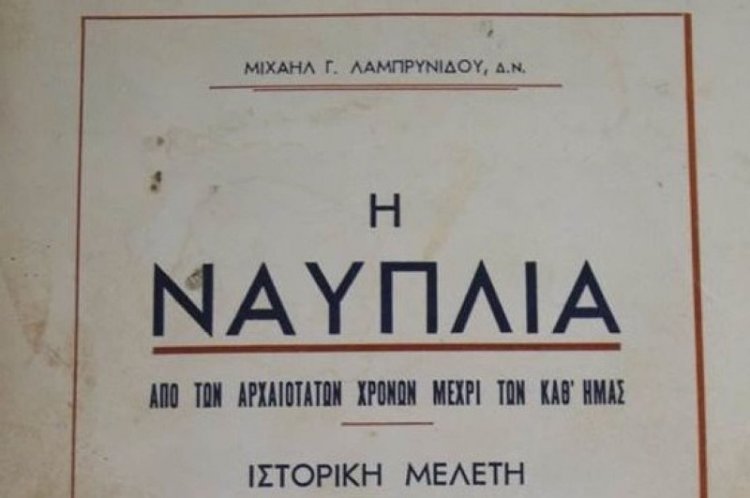 ΜΙΧΑΗΛ Γ. ΛΑΜΠΡΥΝΙΔΟΥ, Δ.Ν.
Η
ΝΑΥΠΛΙΑ
ΑΠΟ ΤΩΝ ΑΡΧΑΙΟΤΑΤΩΝ ΧΡΟΝΩΝ ΜΕΧΡΙ ΤΩΝ ΚΑΘ' ΗΜΑΣ
ΙΣΤΟΡΙΚΗ ΜΕΛΕΤΗ